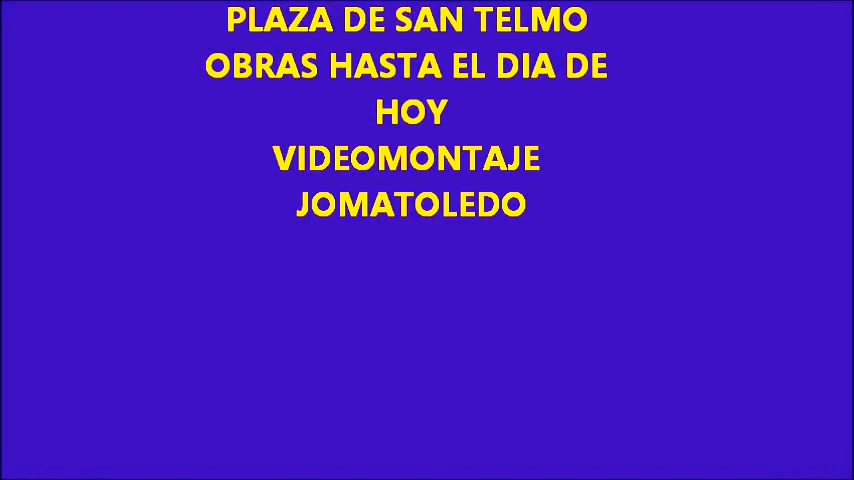 PLAZA DE SAN TELMO
OBRAS HASTA EL DIA DE
HOY
VIDEOMONTAJE
JOMATOLEDO